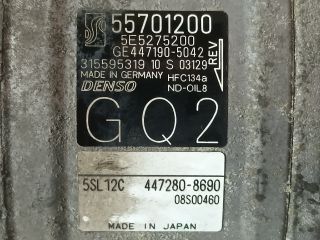 55701200
5E5275200
GE447190-5042
315595319 10 S 03129
REV
MADE IN GERMANY HFC134a
DENSO ND-OIL8
GQ2
5SL12C 447280-8690
08S00460
MADE IN JAPAN